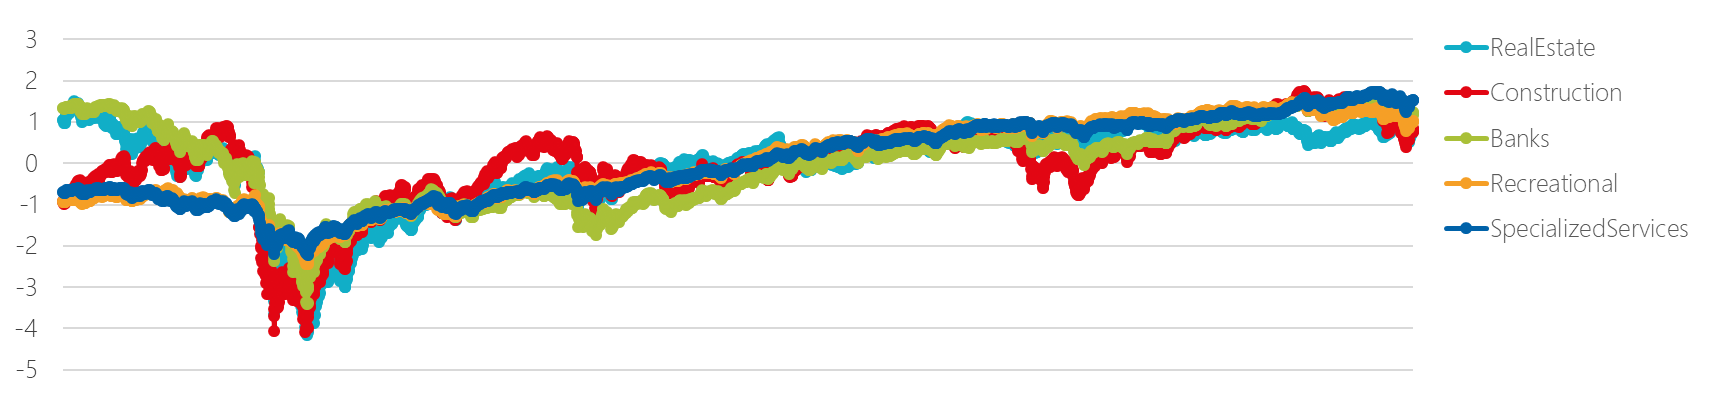 3
2
1
0
-1
-2
-3
-4
-5
RealEstate
Construction
Banks
Recreational
SpecializedServices